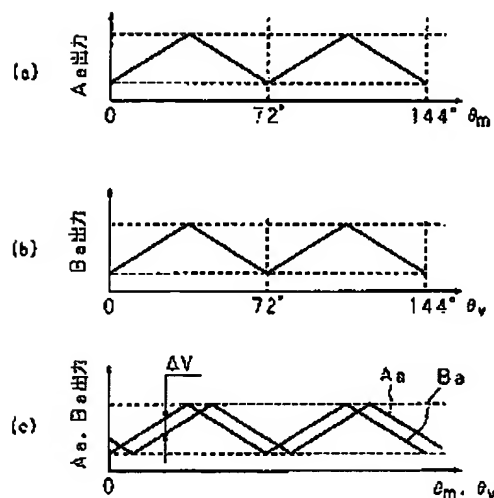 (a)
Aa出力
0 72° 144° θm
(b)
Ba出力
0 72° 144° θv
(c)
Aa, Ba出力
ΔV
Aa
Ba
0
θm, θv